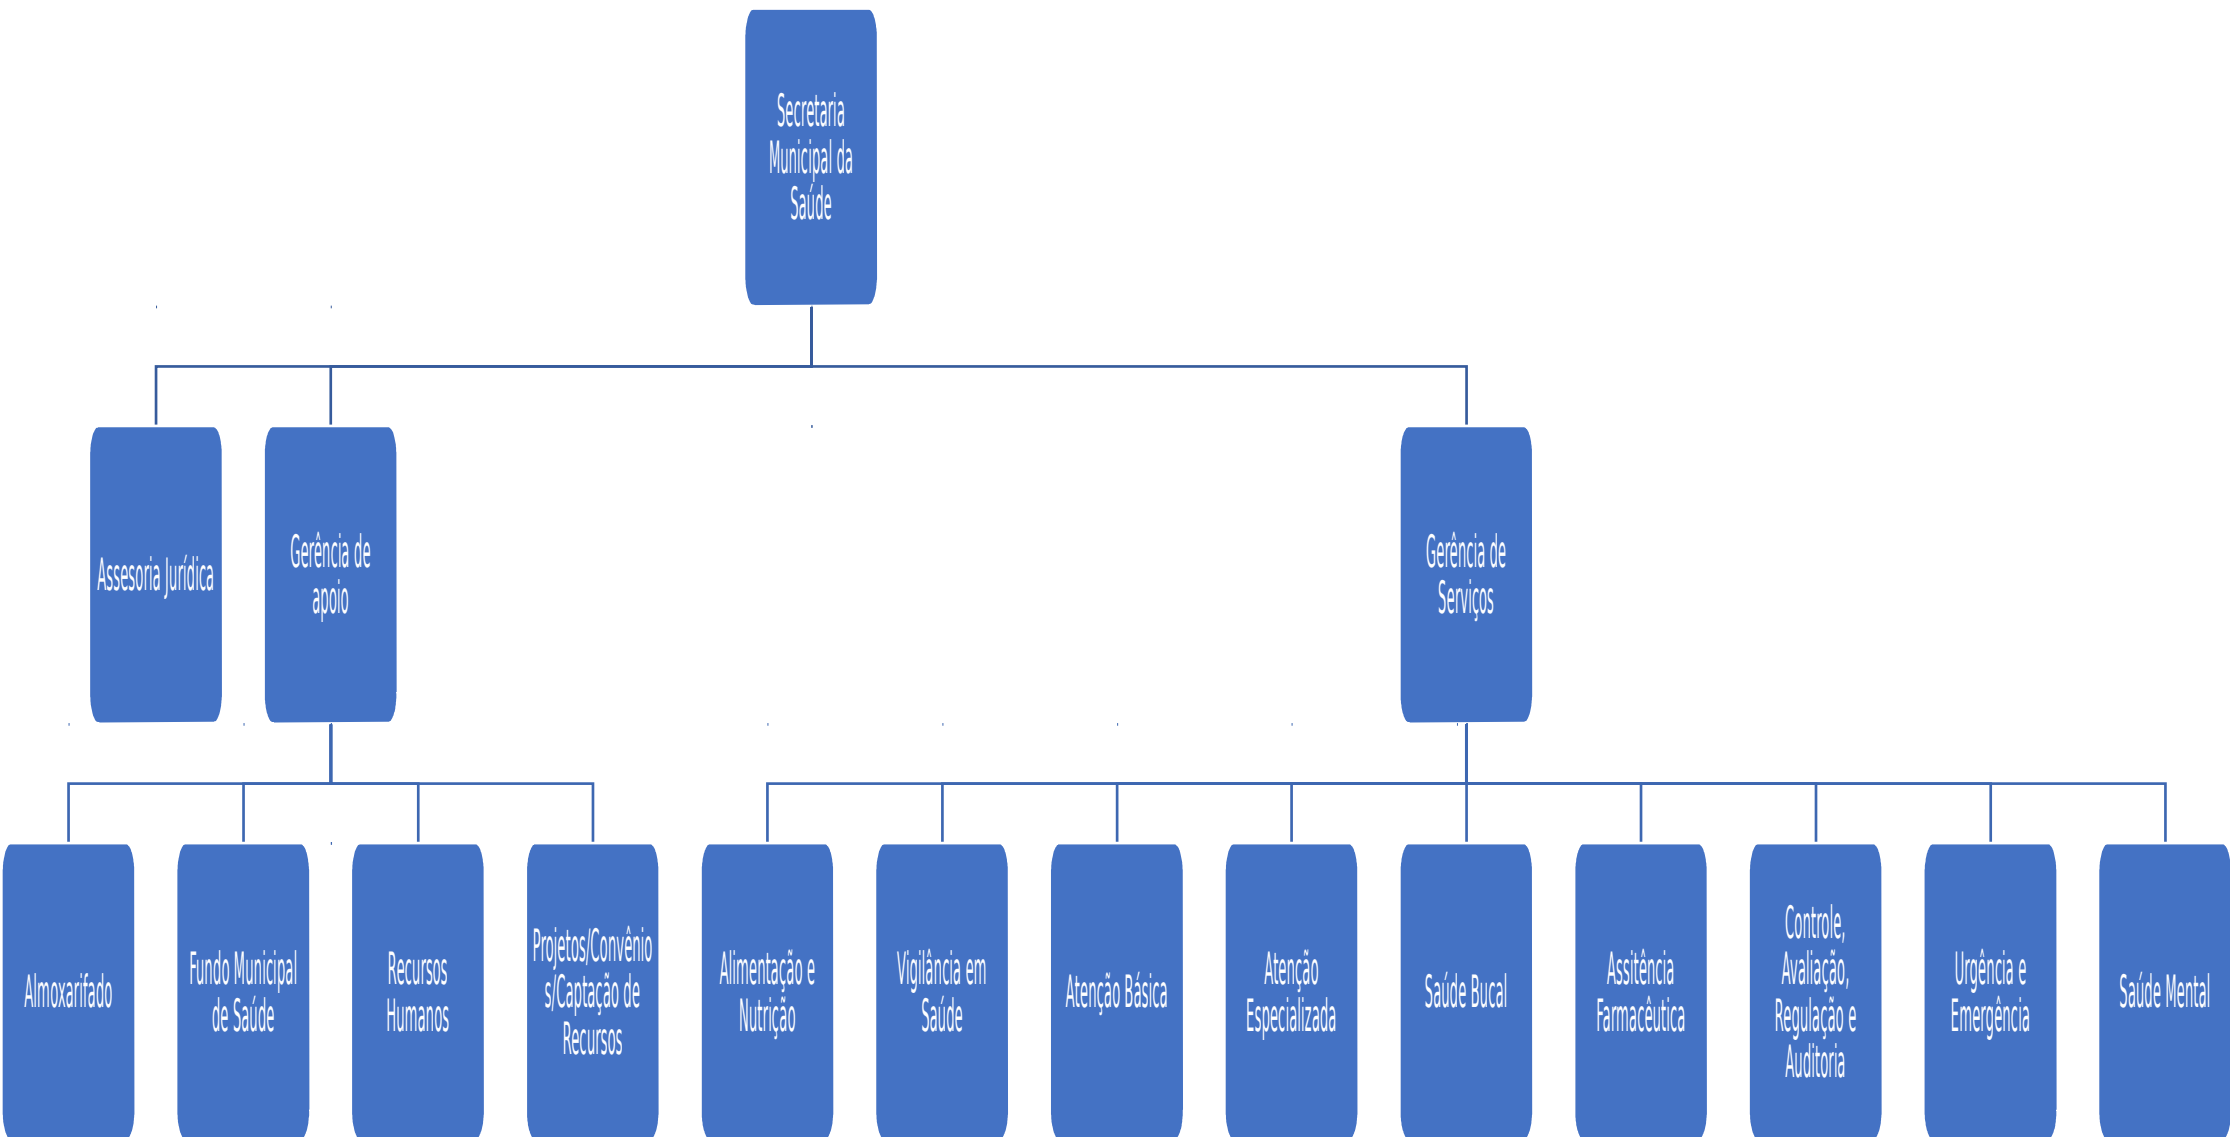 Secretaria
Municipal da
Saúde
Assesoria Jurídica
Gerência de
apoio
Gerência de
Serviços
Almoxarifado
Fundo Municipal
de Saúde
Recursos
Humanos
Projetos/Convênio
s/Captação de
Recursos
Alimentação e
Nutrição
Vigilância em
Saúde
Atenção Básica
Atenção
Especializada
Saúde Bucal
Assitência
Farmacêutica
Controle,
Avaliação,
Regulação e
Auditoria
Urgência e
Emergência
Saúde Mental